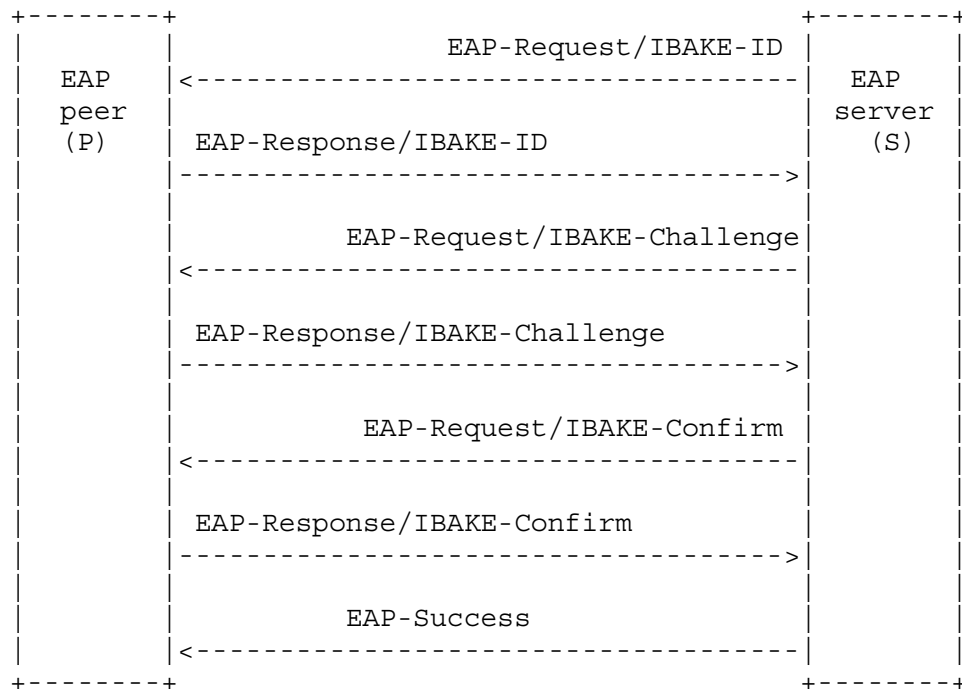 EAP-Request/IBAKE-ID
EAP EAP
peer server
(P) EAP-Response/IBAKE-ID (S)
EAP-Request/IBAKE-Challenge
EAP-Response/IBAKE-Challenge
EAP-Request/IBAKE-Confirm
EAP-Response/IBAKE-Confirm
EAP-Success